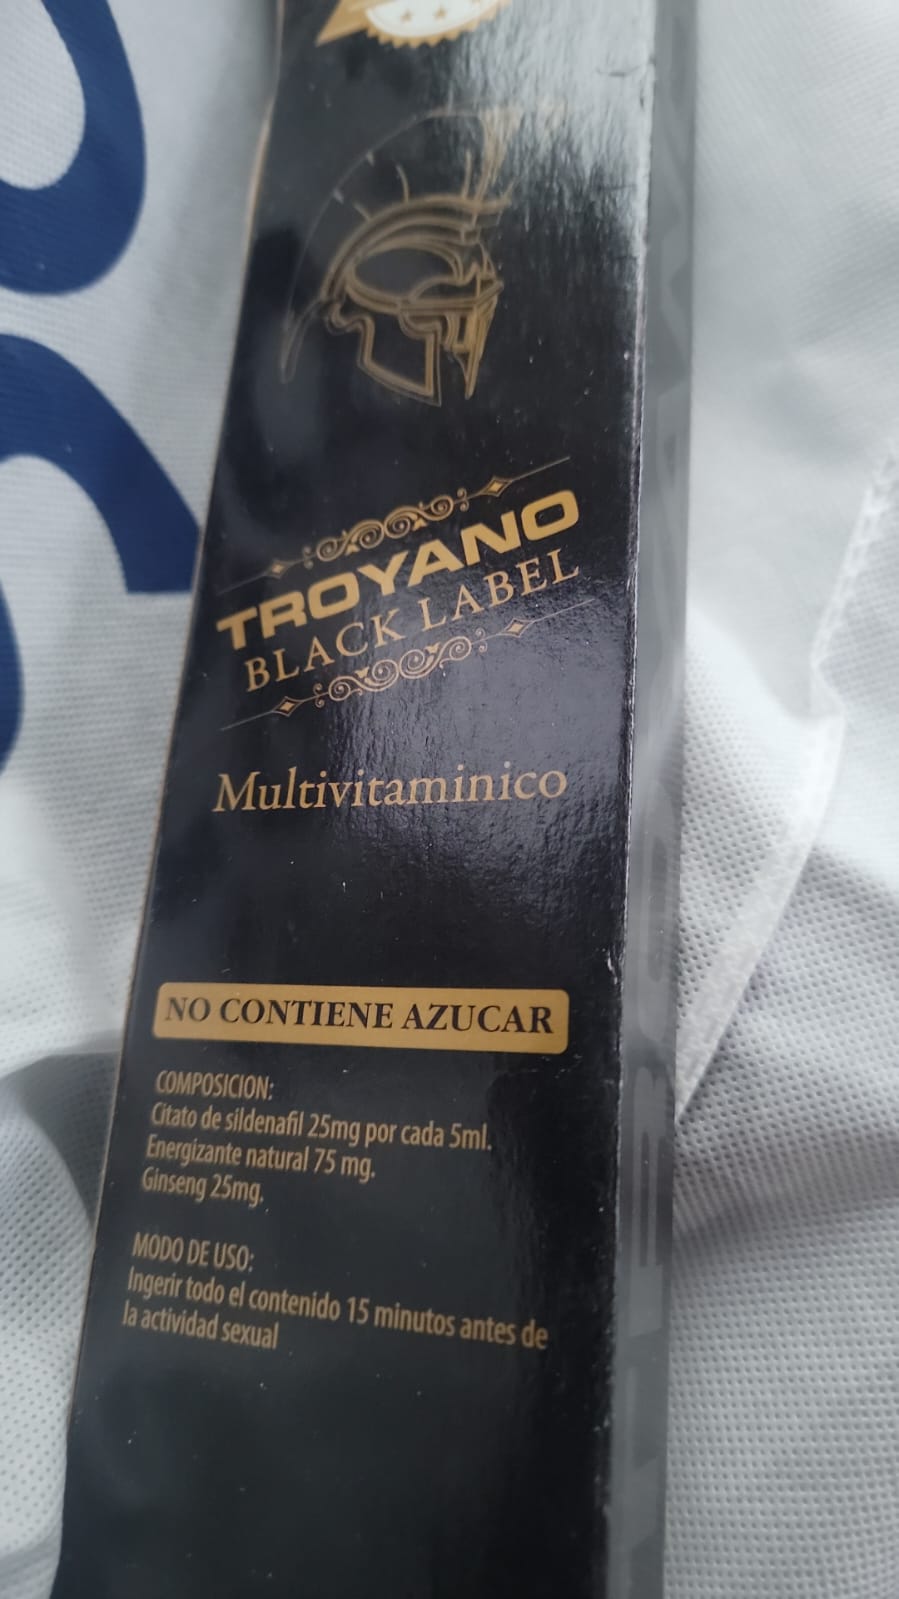 TROYANO
BLACK LABEL
Multivitaminico
NO CONTIENE AZUCAR
COMPOSICION:
Citato de sildenafil 25mg por cada 5ml.
Energizante natural 75 mg.
Ginseng 25mg.
MODO DE USO:
Ingerir todo el contenido 15 minutos antes de
la actividad sexual